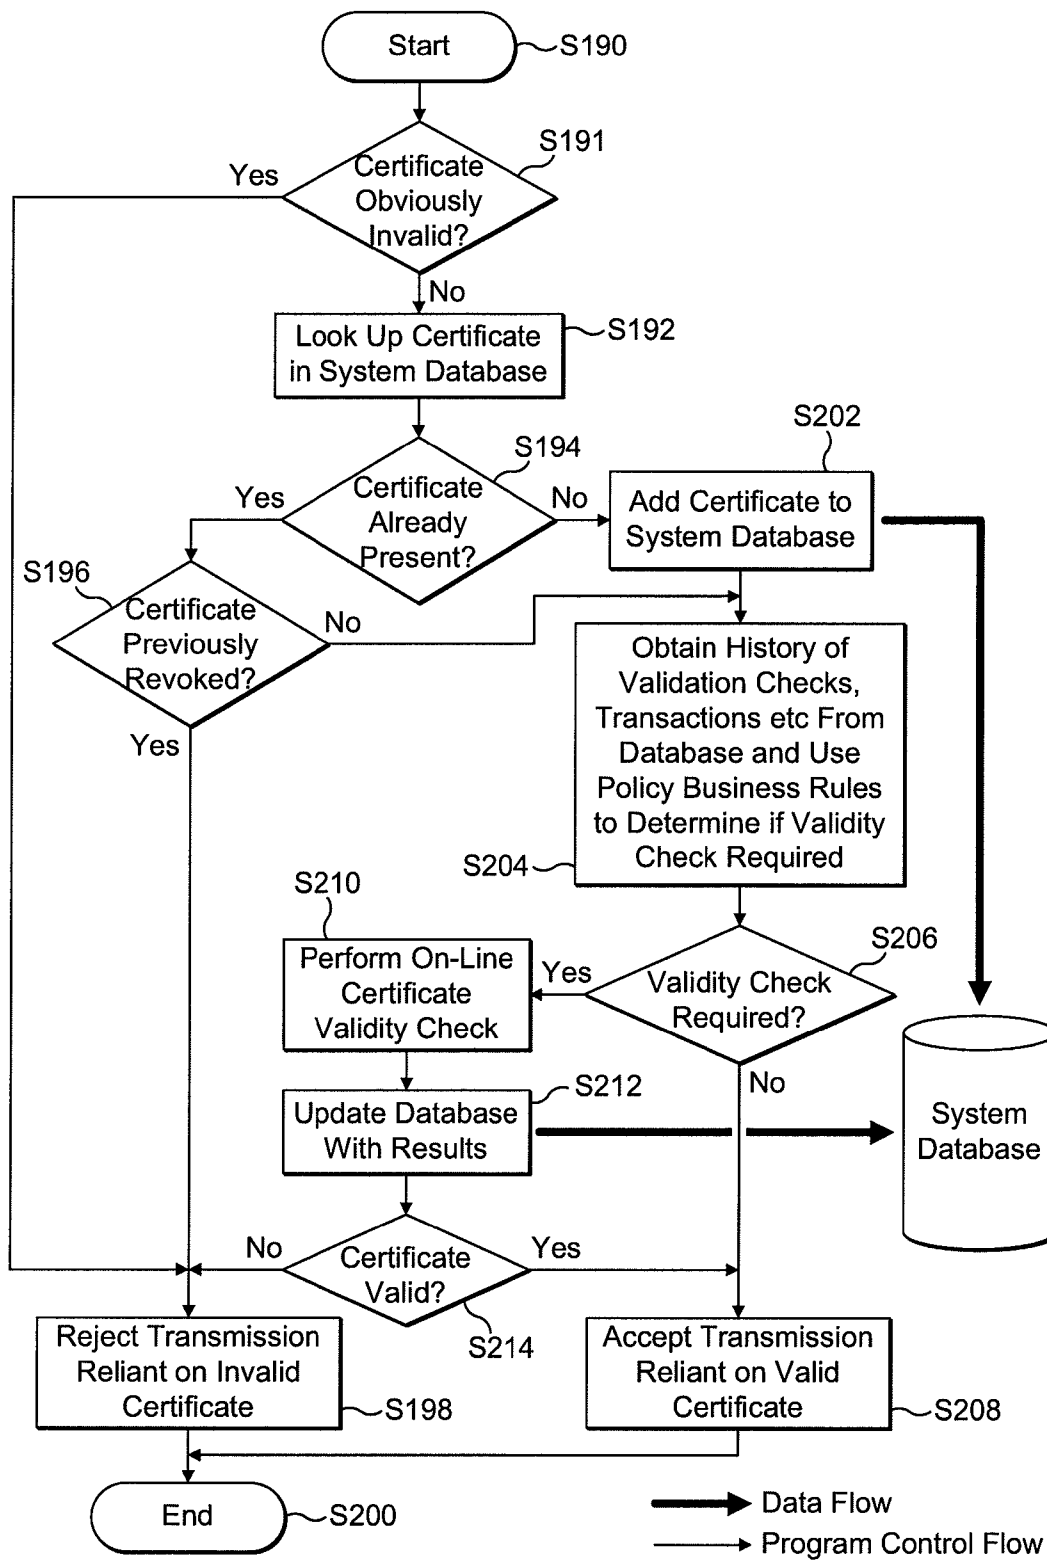 Start
S190
Certificate
Obviously
Invalid?
S191
Yes
No
Look Up Certificate
in System Database
S192
Certificate
Already
Present?
S194
Yes
No
Add Certificate to
System Database
S202
Certificate
Previously
Revoked?
S196
No
Yes
Obtain History of
Validation Checks,
Transactions etc From
Database and Use
Policy Business Rules
to Determine if Validity
Check Required
S204
Validity Check
Required?
S206
Yes
No
Perform On-Line
Certificate
Validity Check
S210
Update Database
With Results
S212
System
Database
Certificate
Valid?
S214
No
Yes
Reject Transmission
Reliant on Invalid
Certificate
S198
Accept Transmission
Reliant on Valid
Certificate
S208
End
S200
Data Flow
Program Control Flow